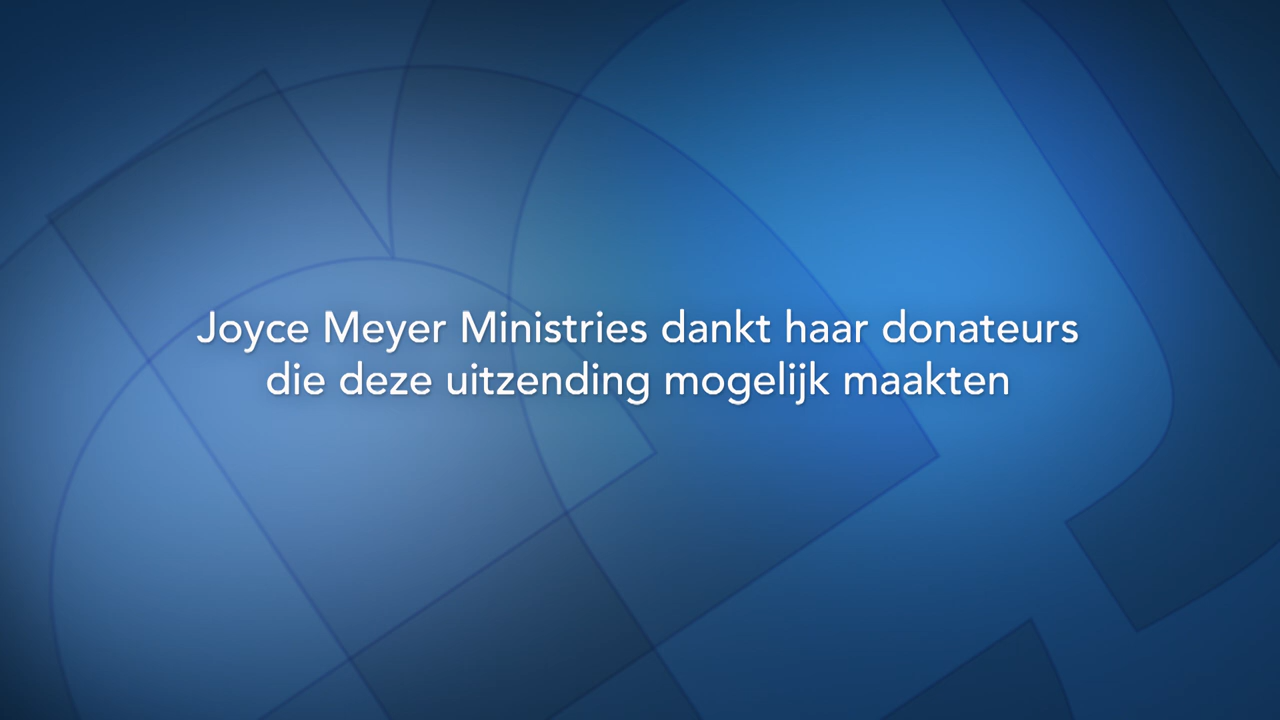 Joyce Meyer Ministries dankt haar donateurs
die deze uitzending mogelijk maakten